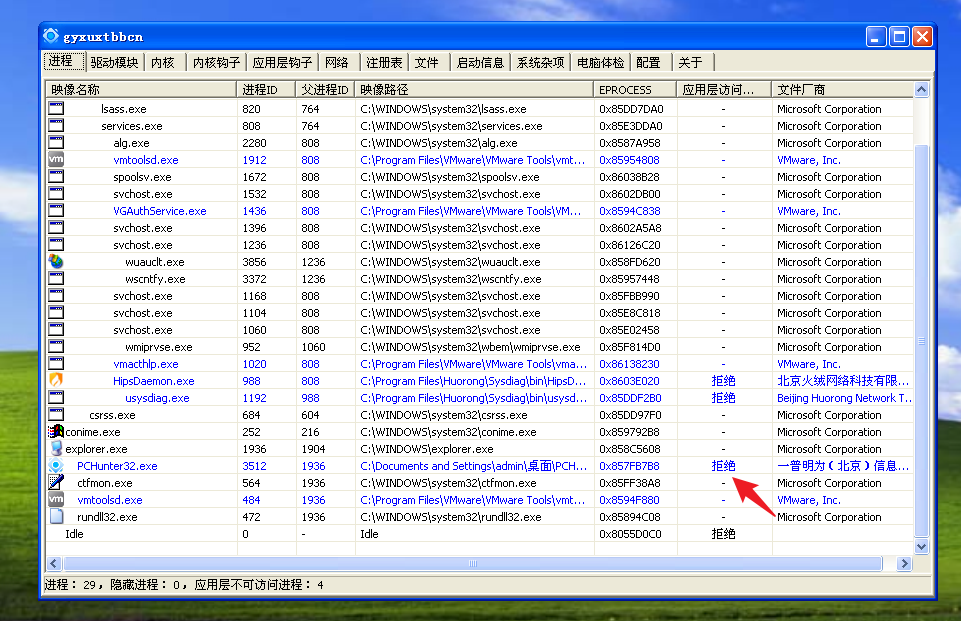 gyxuxtbbcn
进程 驱动模块 内核 内核钩子 应用层钩子 网络 注册表 文件 启动信息 系统杂项 电脑体检 配置 关于
映像名称 进程ID 父进程ID 映像路径 EPROCESS 应用层访问... 文件厂商
lsass.exe 820 764 C:\WINDOWS\system32\lsass.exe 0x85DD7DA0 - Microsoft Corporation
services.exe 808 764 C:\WINDOWS\system32\services.exe 0x85E3DDA0 - Microsoft Corporation
alg.exe 2280 808 C:\WINDOWS\system32\alg.exe 0x8587A958 - Microsoft Corporation
vmtoolsd.exe 1912 808 C:\Program Files\VMware\VMware Tools\vmt... 0x85954808 - VMware, Inc.
spoolsv.exe 1672 808 C:\WINDOWS\system32\spoolsv.exe 0x86038B28 - Microsoft Corporation
svchost.exe 1532 808 C:\WINDOWS\system32\svchost.exe 0x8602DB00 - Microsoft Corporation
VGAuthService.exe 1436 808 C:\Program Files\VMware\VMware Tools\VM... 0x8594C838 - VMware, Inc.
svchost.exe 1396 808 C:\WINDOWS\system32\svchost.exe 0x8602A5A8 - Microsoft Corporation
svchost.exe 1236 808 C:\WINDOWS\system32\svchost.exe 0x86126C20 - Microsoft Corporation
wuauclt.exe 3856 1236 C:\WINDOWS\system32\wuauclt.exe 0x858FD620 - Microsoft Corporation
wscntfy.exe 3372 1236 C:\WINDOWS\system32\wscntfy.exe 0x85957448 - Microsoft Corporation
svchost.exe 1168 808 C:\WINDOWS\system32\svchost.exe 0x85FBB990 - Microsoft Corporation
svchost.exe 1104 808 C:\WINDOWS\system32\svchost.exe 0x85E8C818 - Microsoft Corporation
svchost.exe 1060 808 C:\WINDOWS\system32\svchost.exe 0x85E02458 - Microsoft Corporation
wmiprvse.exe 952 1060 C:\WINDOWS\system32\wbem\wmiprvse.exe 0x85F814D0 - Microsoft Corporation
vmacthlp.exe 1020 808 C:\Program Files\VMware\VMware Tools\vma... 0x86138230 - VMware, Inc.
HipsDaemon.exe 988 808 C:\Program Files\Huorong\Sysdiag\bin\HipsD... 0x8603E020 拒绝 北京火绒网络科技有限...
usysdiag.exe 1192 988 C:\Program Files\Huorong\Sysdiag\bin\usysd... 0x85DDF2B0 拒绝 Beijing Huorong Network T...
csrss.exe 684 604 C:\WINDOWS\system32\csrss.exe 0x85DD97F0 - Microsoft Corporation
conime.exe 252 216 C:\WINDOWS\system32\conime.exe 0x859792B8 - Microsoft Corporation
explorer.exe 1936 1904 C:\WINDOWS\explorer.exe 0x858C5608 - Microsoft Corporation
PCHunter32.exe 3512 1936 C:\Documents and Settings\admin\桌面\PCH... 0x857FB7B8 拒绝 一普明为（北京）信息...
ctfmon.exe 564 1936 C:\WINDOWS\system32\ctfmon.exe 0x85FF38A8 - Microsoft Corporation
vm vmtoolsd.exe 484 1936 C:\Program Files\VMware\VMware Tools\vmt... 0x8594F880 - VMware, Inc.
rundll32.exe 472 1936 C:\WINDOWS\system32\rundll32.exe 0x85894C08 - Microsoft Corporation
Idle 0 - Idle 0x8055D0C0 拒绝
进程：29，隐藏进程：0，应用层不可访问进程：4